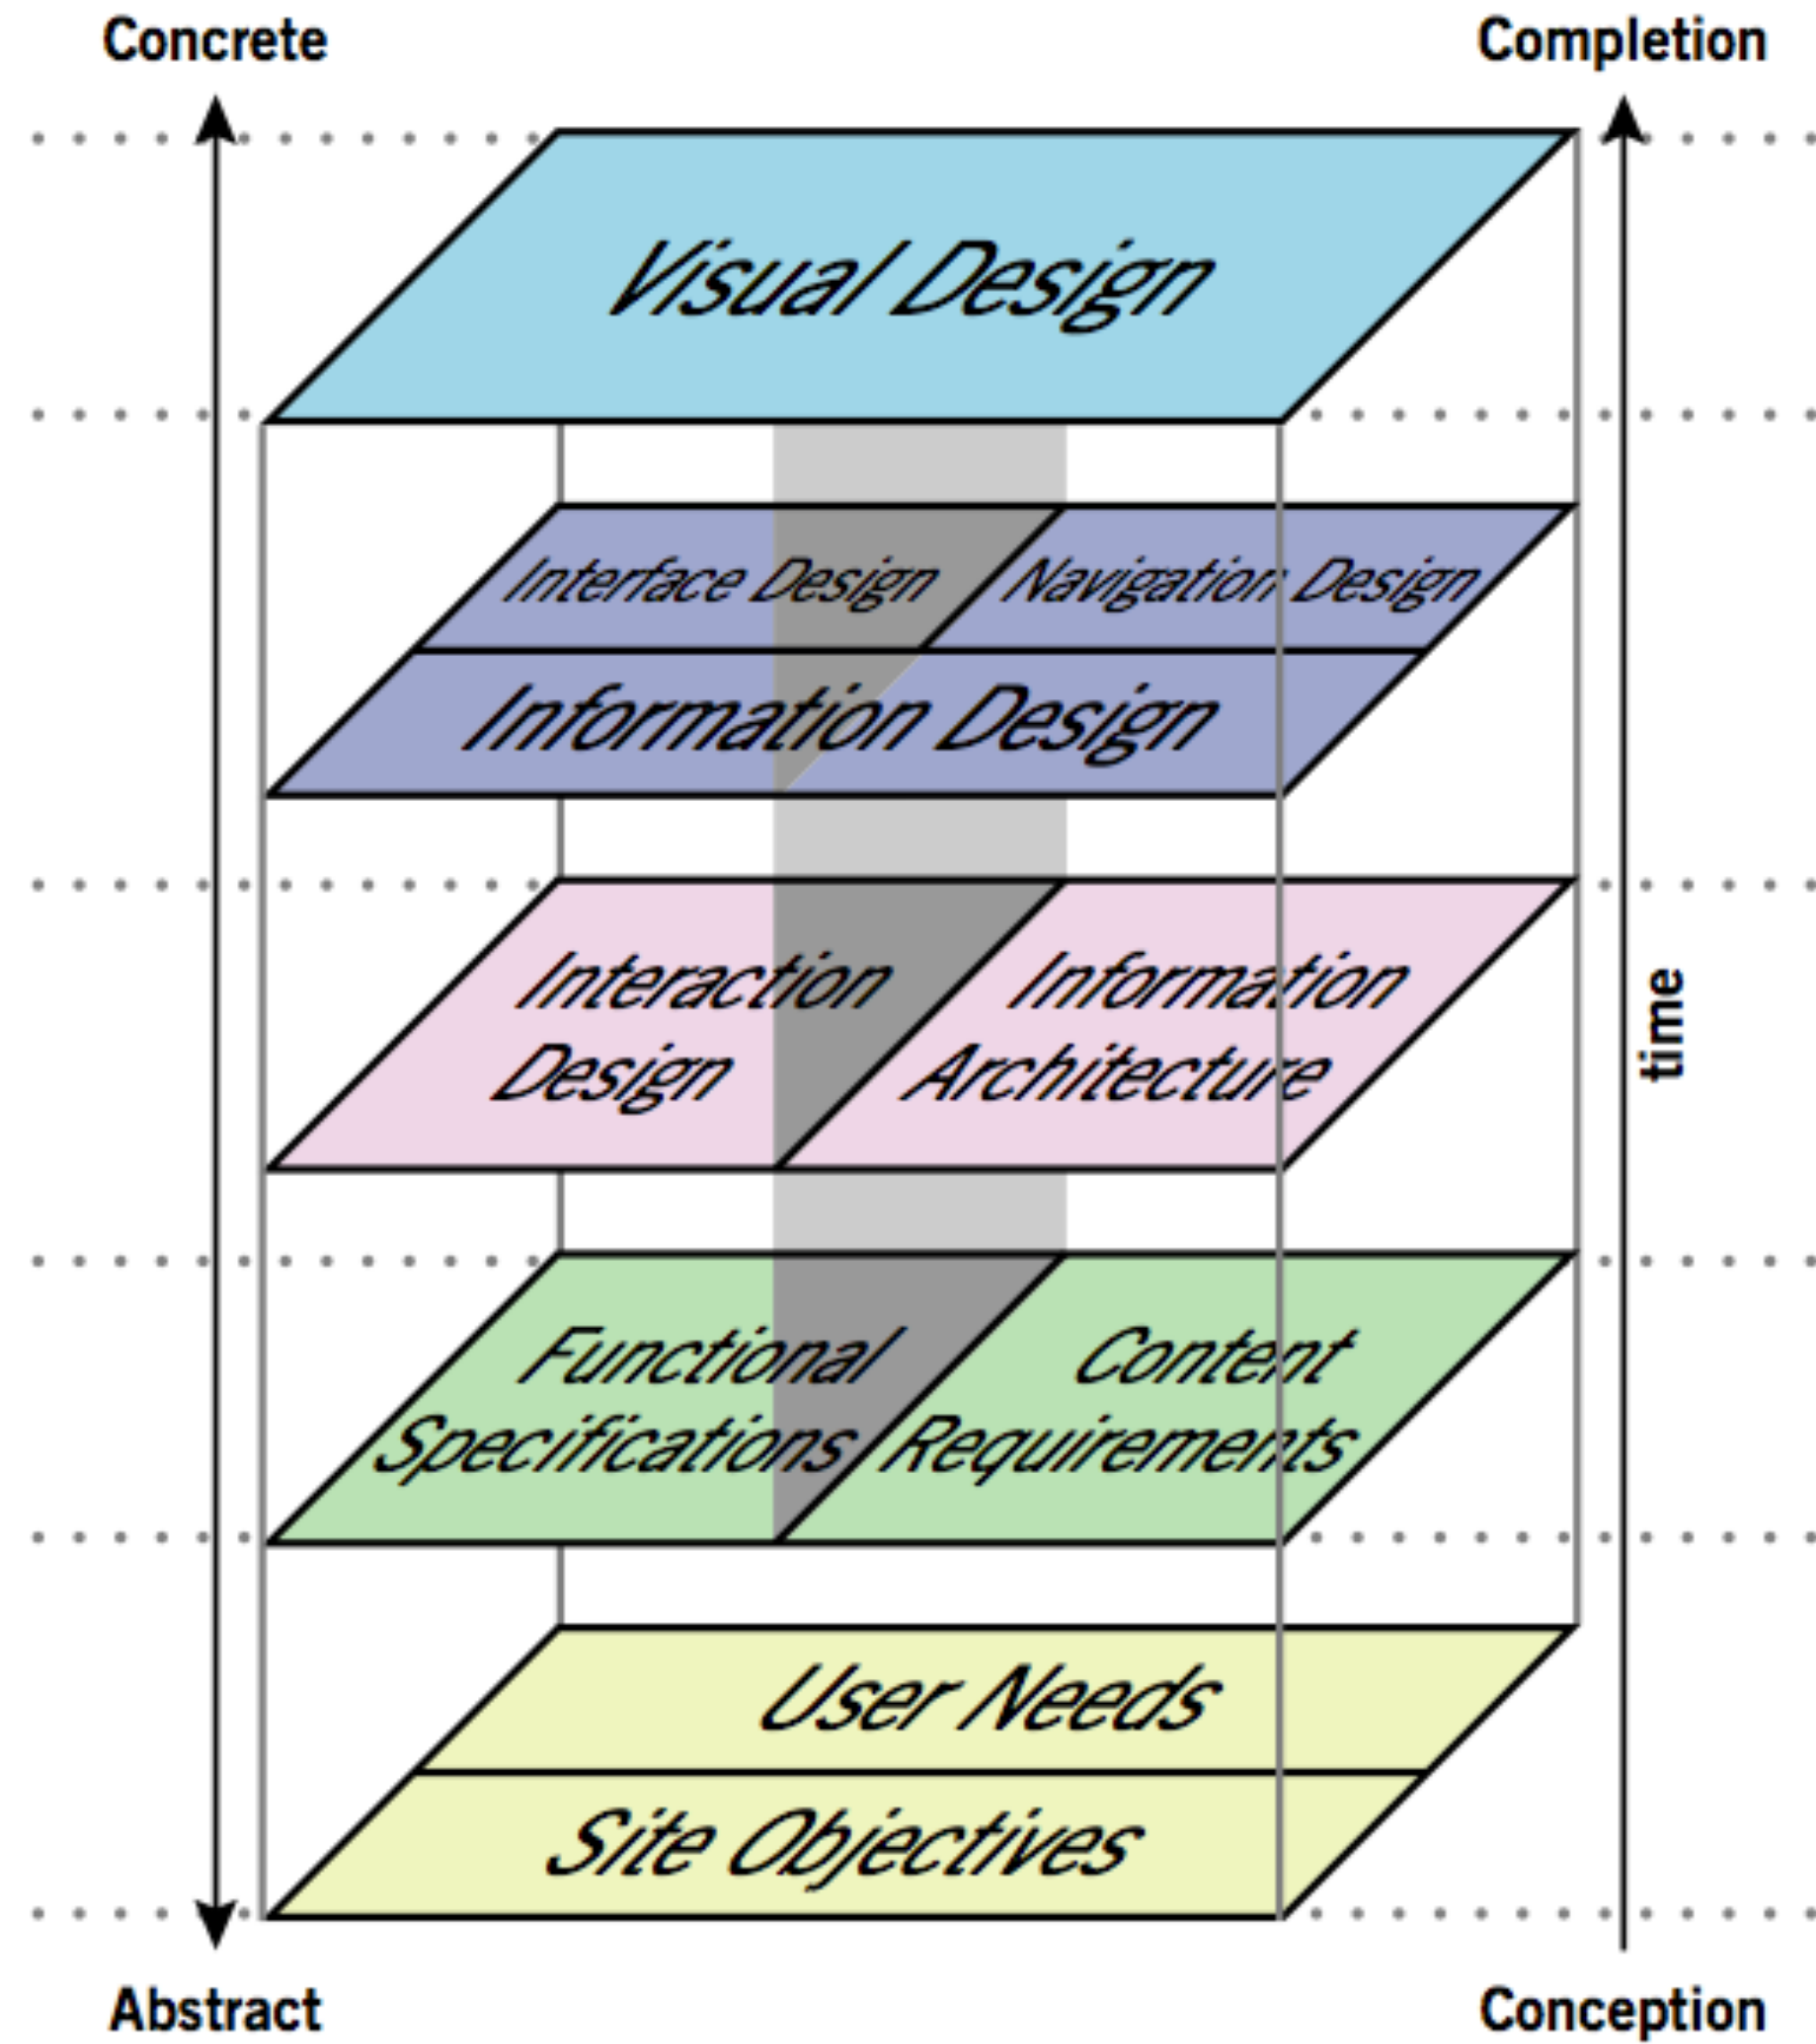 Concrete
Completion
Visual Design
Interface Design
Navigation Design
Information Design
Interaction
Design
Information
Architecture
time
Functional
Specifications
Content
Requirements
User Needs
Site Objectives
Abstract
Conception